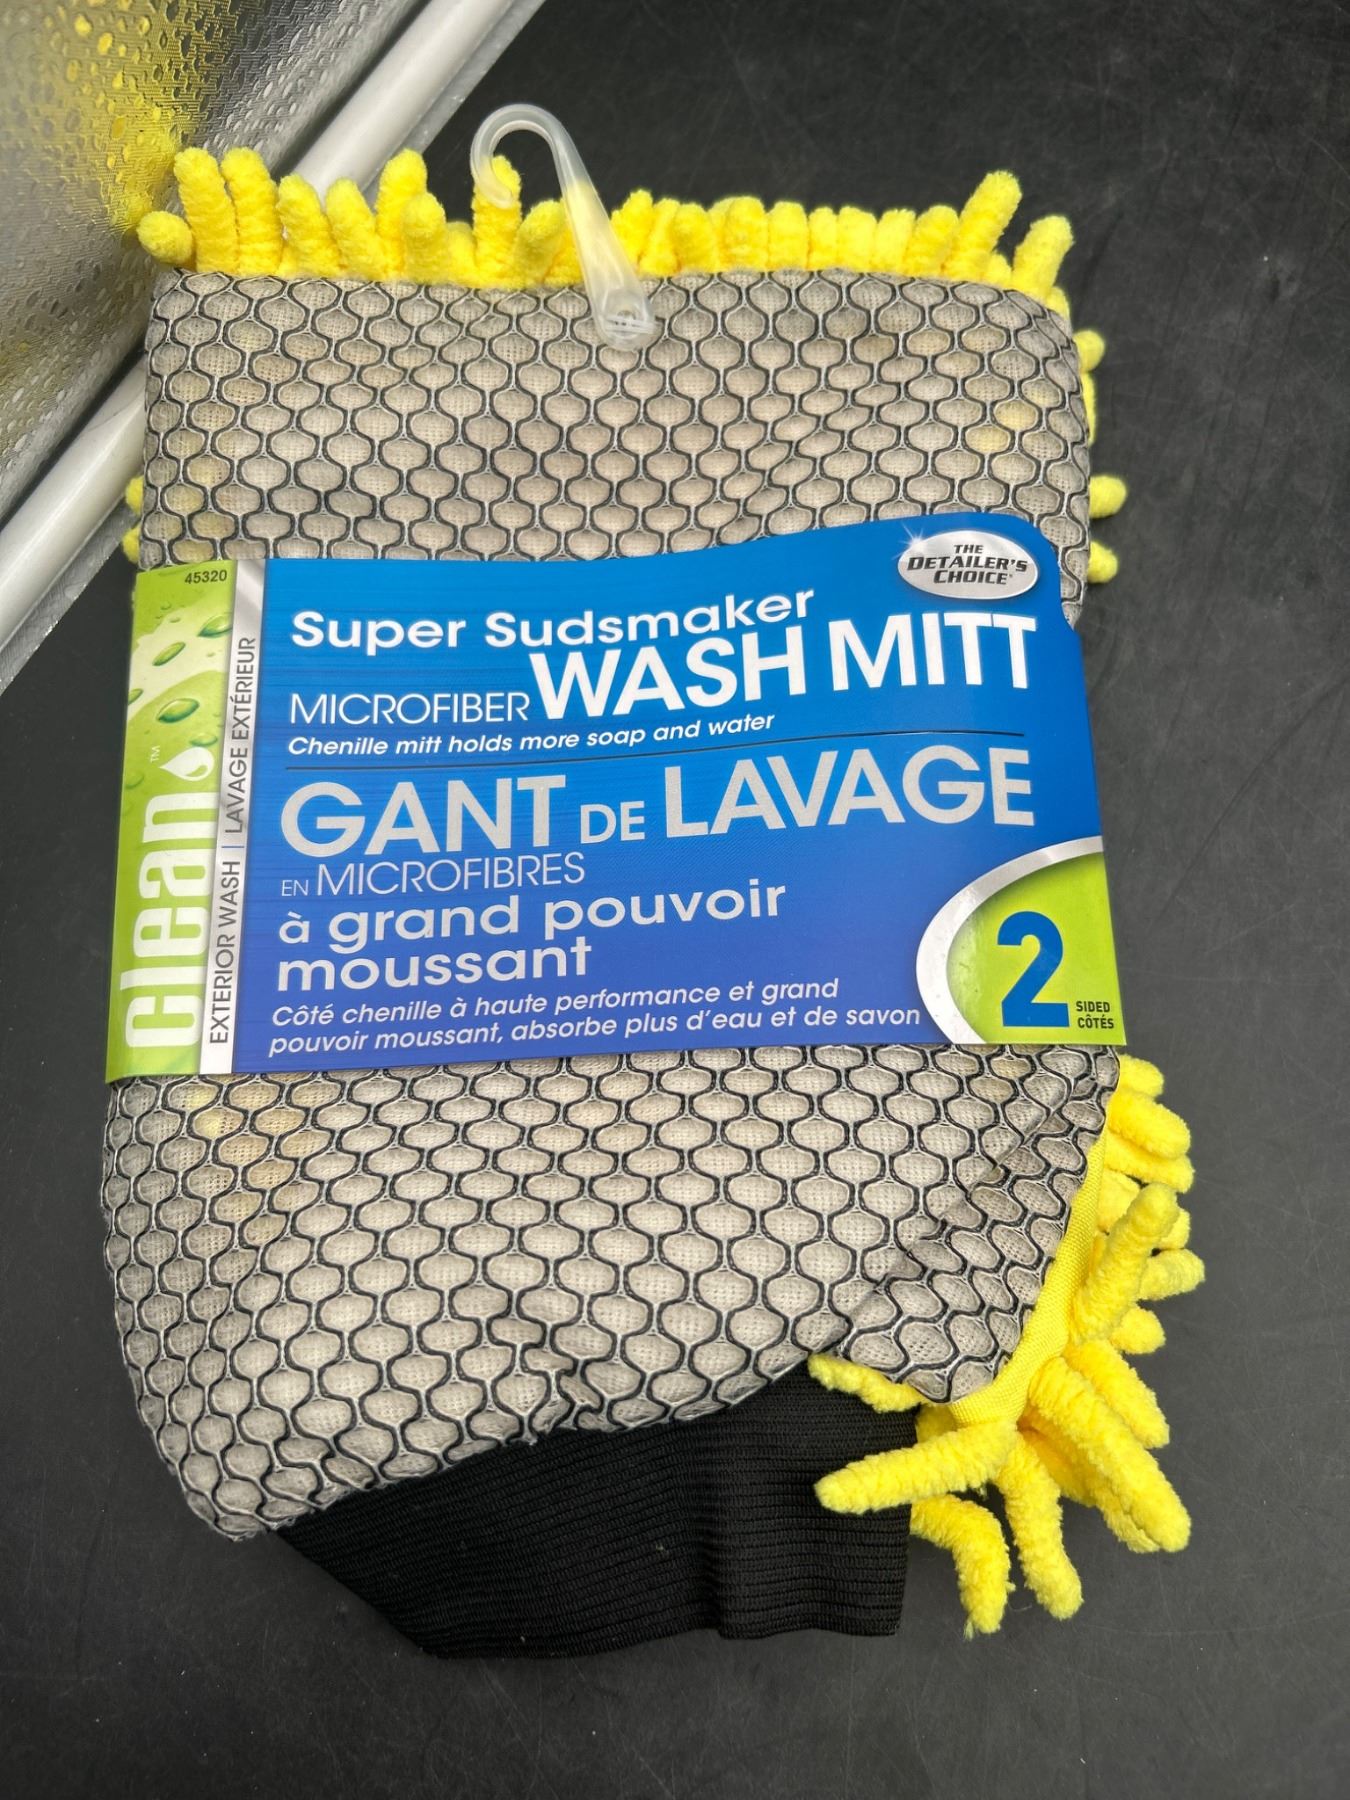 45320
THE
DETAILER'S
CHOICE®
Super Sudsmaker
MICROFIBER WASH MITT
Chenille mitt holds more soap and water
GANT DE LAVAGE
EN MICROFIBRES
à grand pouvoir
moussant
Côté chenille à haute performance et grand
pouvoir moussant, absorbe plus d'eau et de savon
clean™
EXTERIOR WASH | LAVAGE EXTÉRIEUR
2
SIDED
CÔTÉS